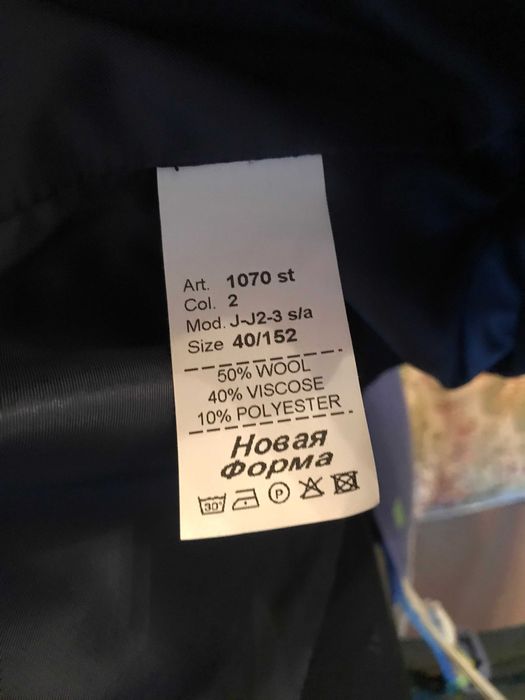 Art. 1070 st
Col. 2
Mod. J-J2-3 s/a
Size 40/152
50% WOOL
40% VISCOSE
10% POLYESTER
Новая
форма
30° P